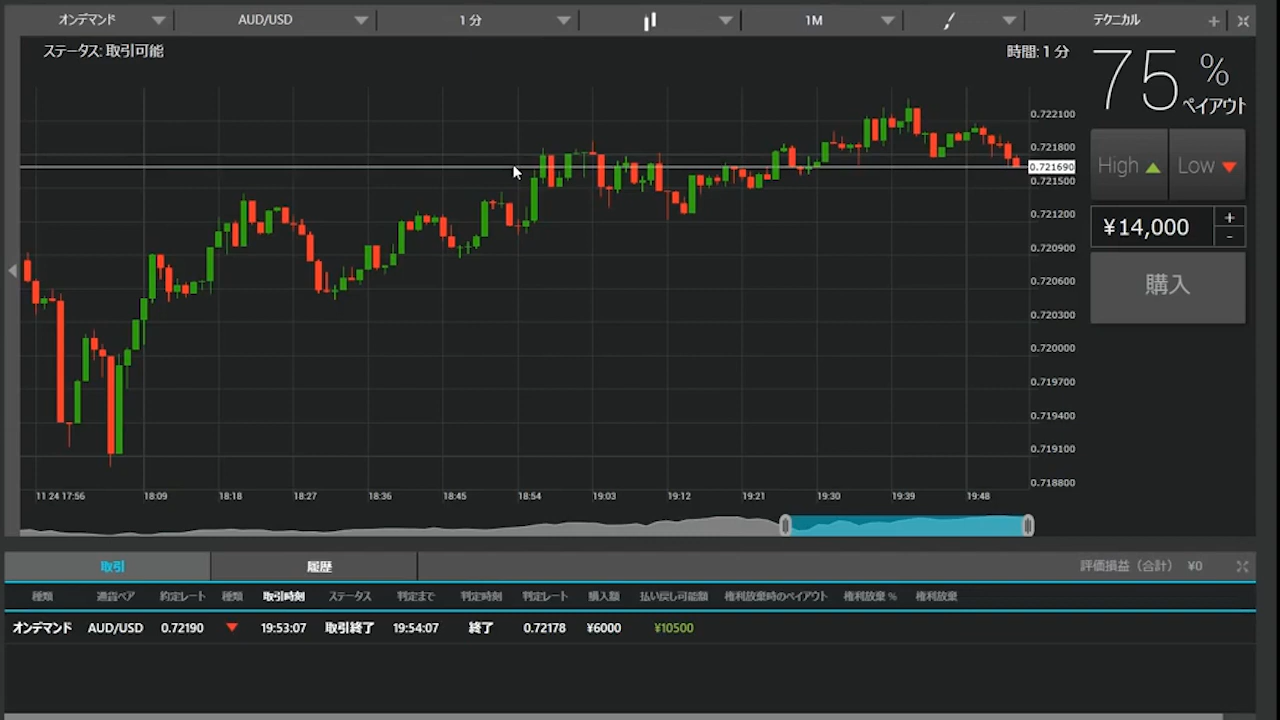 オンデマンド AUD/USD 1 分 1M テクニカル +
ステータス: 取引可能 時間: 1 分
75 % ペイアウト
High Low
¥14,000 + -
購入
0.722100
0.721800
0.721690
0.721500
0.721200
0.720900
0.720600
0.720300
0.720000
0.719700
0.719400
0.719100
0.718800
11 24 17:56 18:09 18:18 18:27 18:36 18:45 18:54 19:03 19:12 19:21 19:30 19:39 19:48
取引 履歴 評価損益（合計） ¥0
種類 通貨ペア 約定レート 種類 取引時刻 ステータス 判定まで 判定時刻 判定レート 購入額 払い戻し可能額 権利放棄時のペイアウト 権利放棄 % 権利放棄
オンデマンド AUD/USD 0.72190 19:53:07 取引終了 19:54:07 終了 0.72178 ¥6000 ¥10500